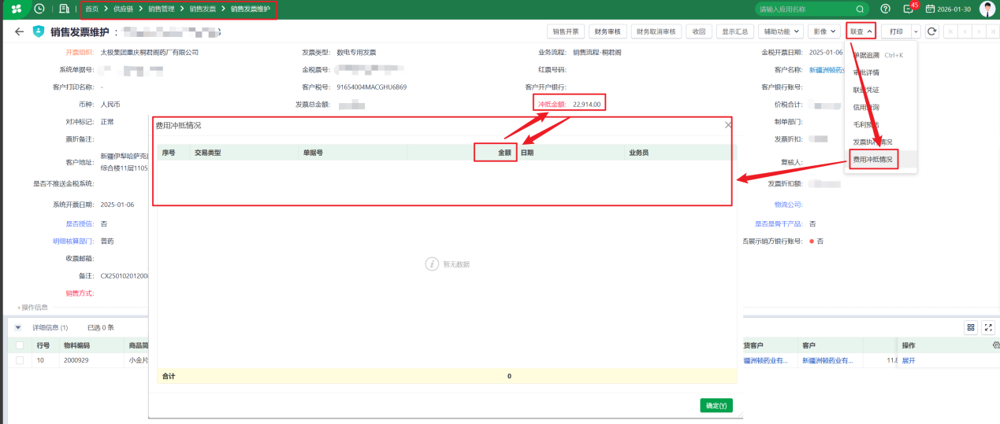 首页 > 供应链 > 销售管理 > 销售发票 > 销售发票维护
请输入应用名称
45
2026-01-30
销售发票维护 :
销售开票 财务审核 财务取消审核 收回 显示汇总 辅助功能 影像 联查 打印
开票组织: 太极集团重庆桐君阁药厂有限公司 发票类型: 数电专用发票 业务流程: 销售流程-桐君阁 金税开票日期: 2025-01-06
系统单据号: 金税票号: 红票号码: 客户名称: 新疆洲顿药业
客户打印名称: - 客户税号: 91654004MACGHU6B69 客户开户银行: 客户银行账号:
币种: 人民币 发票总金额: 冲抵金额: 22,914.00 价税合计:
对冲标记: 正常 制单部门:
票折备注: 发票折扣:
客户地址: 新疆伊犁哈萨克
综合楼11层1105
复核人:
是否不推送金税系统: 发票折扣额:
系统开票日期: 2025-01-06 物流公司:
是否授信: 否 是否是骨干产品: 否
明细核算部门: 普药 否展示销方银行账号: 否
收票邮箱:
备注: CX2501020120
销售方式:
+操作信息
单据追溯 Ctrl+K
审批详情
联查凭证
信用查询
毛利预估
发票执行情况
费用冲抵情况
费用冲抵情况
序号 交易类型 单据号 金额 日期 业务员
暂无数据
合计 0
确定(Y)
详细信息 (1) 已选 0 条
行号 物料编码 商品简 货客户 客户 操作
10 2000929 小金片 疆洲顿药业有... 新疆洲顿药业有... 11.8 展开